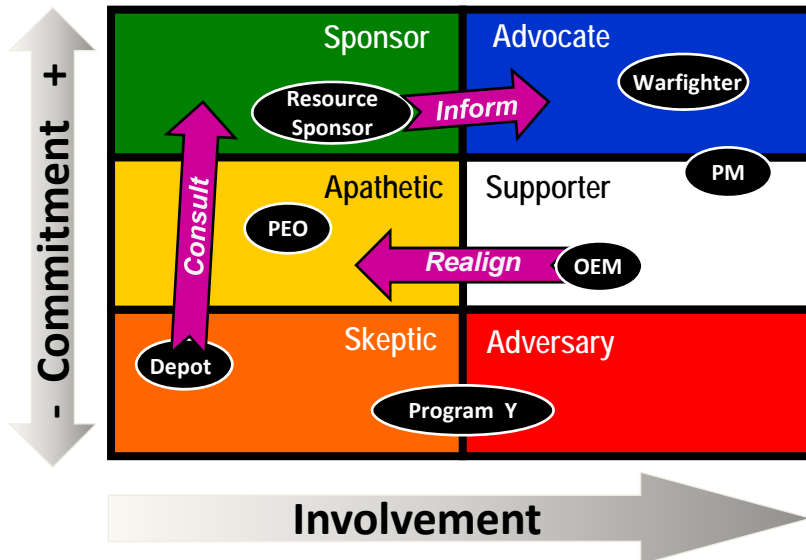 Sponsor
Advocate
Resource
Sponsor
Inform
Warfighter
Apathetic
Supporter
PM
PEO
Consult
Realign
OEM
Skeptic
Adversary
Depot
Program Y
- Commitment +
Involvement